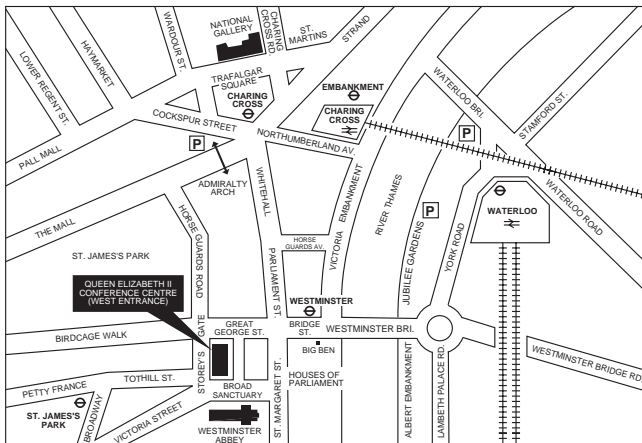 NATIONAL
GALLERY
CHARING
CROSS RD.
ST.
MARTINS
STRAND
WARDOUR ST.
HAYMARKET
LOWER REGENT ST.
PALL MALL
TRAFALGAR
SQUARE
CHARING
CROSS
EMBANKMENT
CHARING
CROSS
WATERLOO BRI.
STAMFORD ST.
COCKSPUR STREET
NORTHUMBERLAND AV.
P
P
P
ADMIRALTY
ARCH
WHITEHALL
THE MALL
HORSE GUARDS ROAD
HORSE
GUARDS AV.
VICTORIA EMBANKMENT
RIVER THAMES
JUBILEE GARDENS
YORK ROAD
WATERLOO
WATERLOO ROAD
ST. JAMES'S PARK
QUEEN ELIZABETH II
CONFERENCE CENTRE
(WEST ENTRANCE)
PARLIAMENT ST.
WESTMINSTER
BIRDCAGE WALK
STOREY'S GATE
GREAT
GEORGE ST.
BRIDGE
ST.
WESTMINSTER BRI.
BIG BEN
WESTMINSTER BRIDGE RD.
PETTY FRANCE
TOTHILL ST.
BROAD
SANCTUARY
ST. MARGARET ST.
HOUSES OF
PARLIAMENT
ALBERT EMBANKMENT
LAMBETH PALACE RD.
ST. JAMES'S
PARK
BROADWAY
VICTORIA STREET
WESTMINSTER
ABBEY